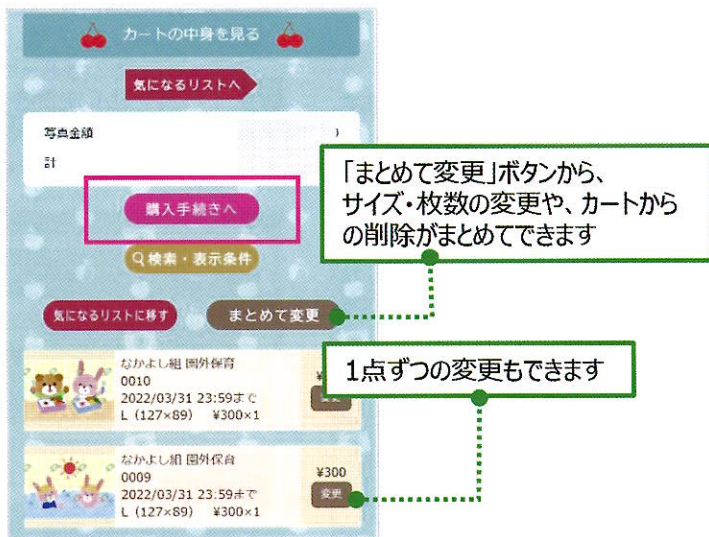 カートの中身を見る
気になるリストへ
写真金額
計
購入手続きへ
検索・表示条件
気になるリストに移す
まとめて変更
なかよし組 園外保育
0010
2022/03/31 23:59まで
L（127×89） ¥300×1
¥
変更
なかよし組 園外保育
0009
2022/03/31 23:59まで
L（127×89） ¥300×1
¥300
変更
「まとめて変更」ボタンから、
サイズ・枚数の変更や、カートから
の削除がまとめてできます
1点ずつの変更もできます